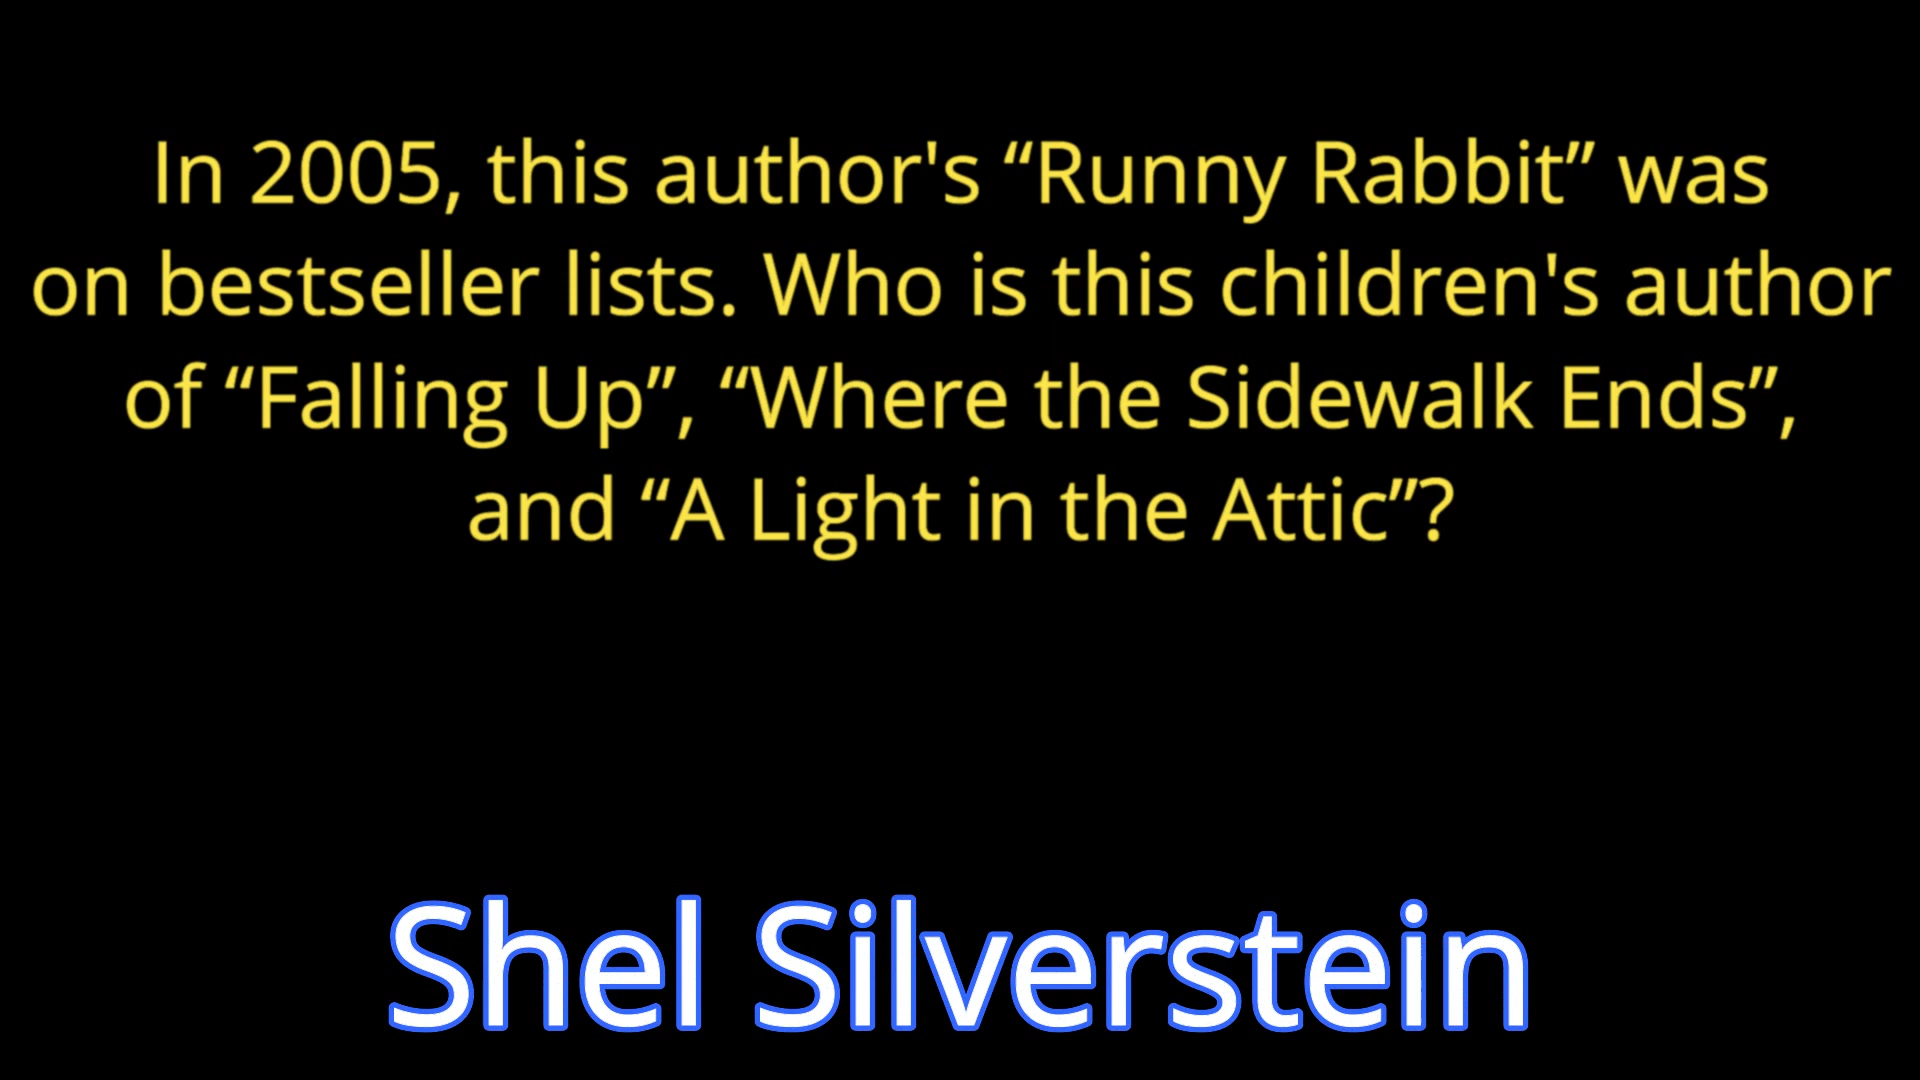 In 2005, this author's “Runny Rabbit” was
on bestseller lists. Who is this children's author
of “Falling Up”, “Where the Sidewalk Ends”,
and “A Light in the Attic”?
Shel Silverstein